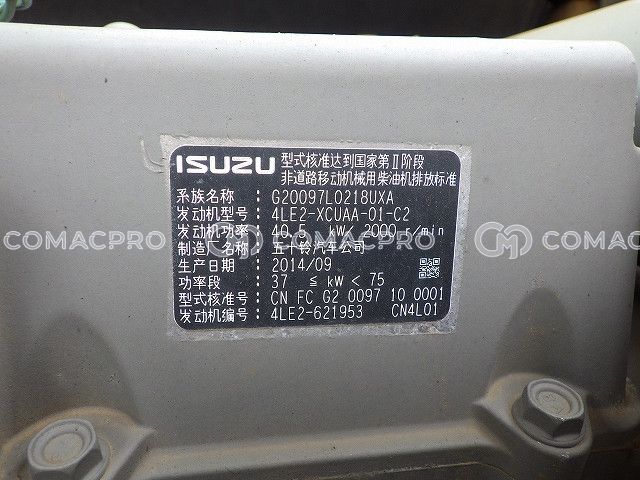 ISUZU 型式核准达到国家第Ⅱ阶段
非道路移动机械用柴油机排放标准
系族名称 : G20097L0218UXA
发动机型号: 4LE2-XCUAA-01-C2
发动机功率: 40.5 kW/ 2000 r/min
制造厂名称: 五十铃汽车公司
生产日期 : 2014/09
功率段 : 37 ≦ kW < 75
型式核准号: CN FC G2 0097 10 0001
发动机编号: 4LE2-621953 CN4L01
COMACPRO
COMACPRO
CM COMACPRO